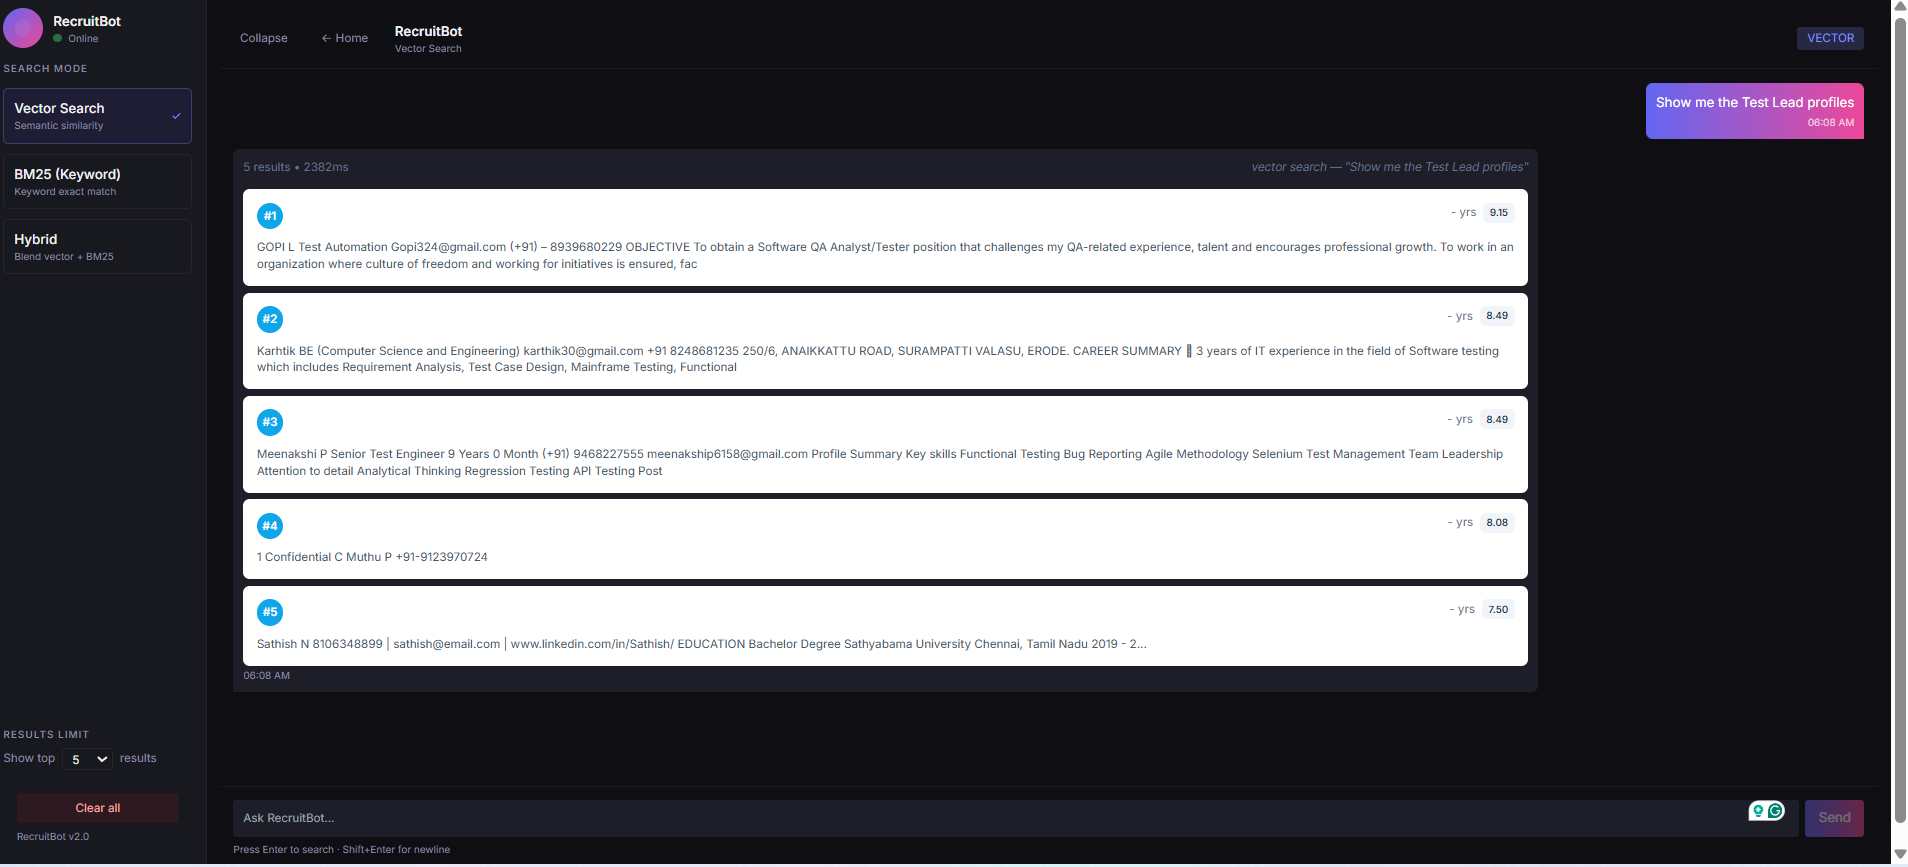 RecruitBot
Online
SEARCH MODE
Vector Search
Semantic similarity
BM25 (Keyword)
Keyword exact match
Hybrid
Blend vector + BM25
RESULTS LIMIT
Show top 5 results
Clear all
RecruitBot v2.0
Collapse
← Home
RecruitBot
Vector Search
VECTOR
Show me the Test Lead profiles
06:08 AM
5 results • 2382ms
vector search — "Show me the Test Lead profiles"
#1
- yrs 9.15
GOPI L Test Automation Gopi324@gmail.com (+91) – 8939680229 OBJECTIVE To obtain a Software QA Analyst/Tester position that challenges my QA-related experience, talent and encourages professional growth. To work in an
organization where culture of freedom and working for initiatives is ensured, fac
#2
- yrs 8.49
Karhtik BE (Computer Science and Engineering) karthik30@gmail.com +91 8248681235 250/6, ANAIKKATTU ROAD, SURAMPATTI VALASU, ERODE. CAREER SUMMARY 3 years of IT experience in the field of Software testing
which includes Requirement Analysis, Test Case Design, Mainframe Testing, Functional
#3
- yrs 8.49
Meenakshi P Senior Test Engineer 9 Years 0 Month (+91) 9468227555 meenakship6158@gmail.com Profile Summary Key skills Functional Testing Bug Reporting Agile Methodology Selenium Test Management Team Leadership
Attention to detail Analytical Thinking Regression Testing API Testing Post
#4
- yrs 8.08
1 Confidential C Muthu P +91-9123970724
#5
- yrs 7.50
Sathish N 8106348899 | sathish@email.com | www.linkedin.com/in/Sathish/ EDUCATION Bachelor Degree Sathyabama University Chennai, Tamil Nadu 2019 - 2...
06:08 AM
Ask RecruitBot...
Send
Press Enter to search · Shift+Enter for newline